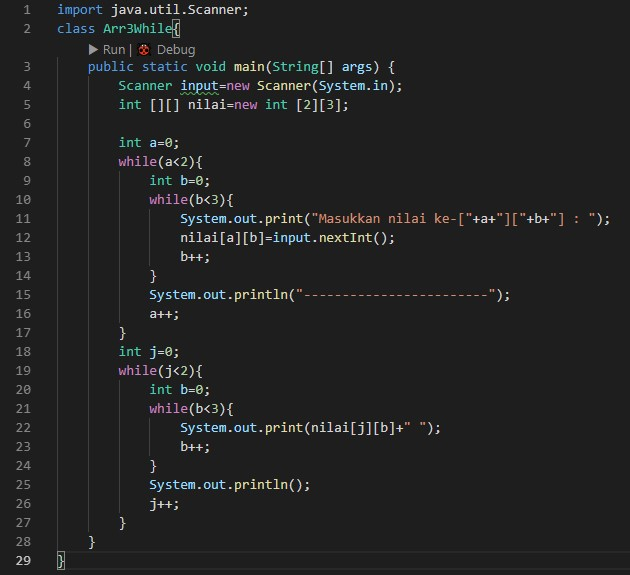 1 import java.util.Scanner;
2 class Arr3While{
Run | Debug
3 public static void main(String[] args) {
4 Scanner input=new Scanner(System.in);
5 int [][] nilai=new int [2][3];
6
7 int a=0;
8 while(a<2){
9 int b=0;
10 while(b<3){
11 System.out.print("Masukkan nilai ke-["+a+"]["+b+"] : ");
12 nilai[a][b]=input.nextInt();
13 b++;
14 }
15 System.out.println("------------------------");
16 a++;
17 }
18 int j=0;
19 while(j<2){
20 int b=0;
21 while(b<3){
22 System.out.print(nilai[j][b]+" ");
23 b++;
24 }
25 System.out.println();
26 j++;
27 }
28 }
29 }